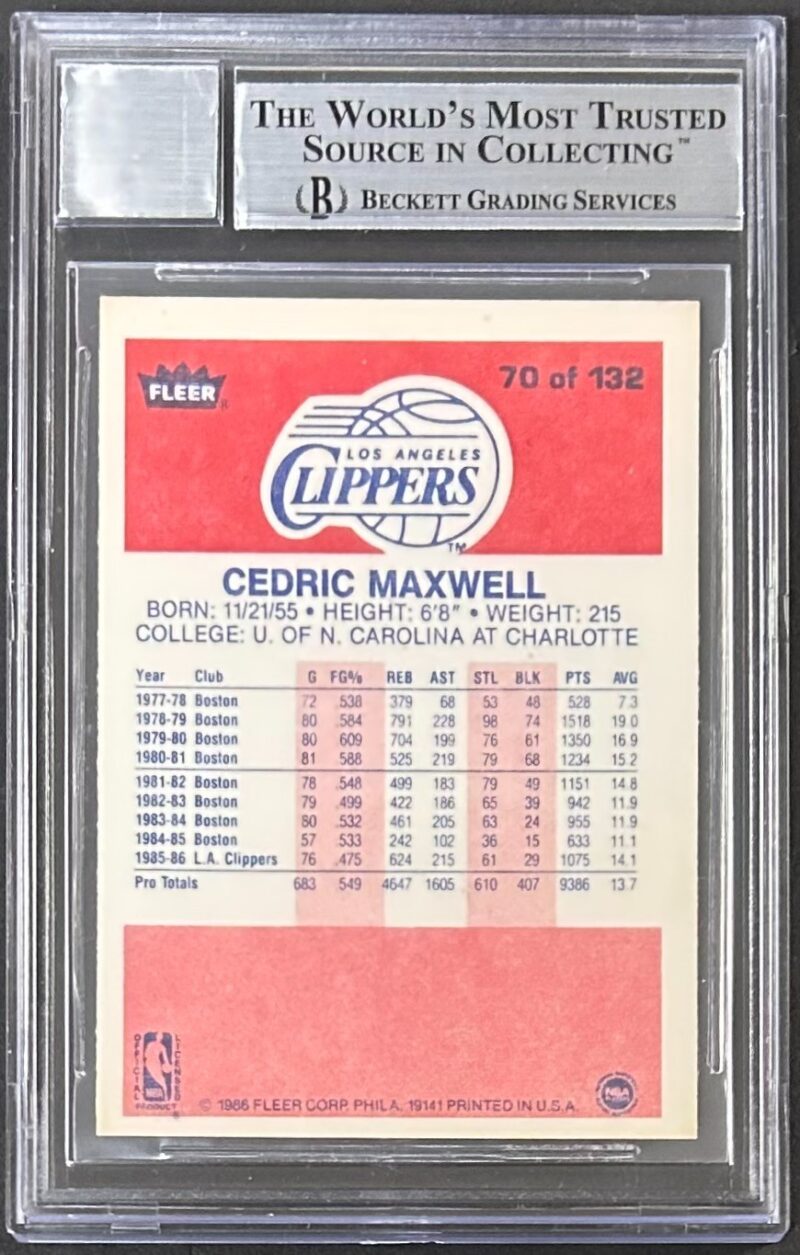 THE WORLD'S MOST TRUSTED
SOURCE IN COLLECTING™
(B) BECKETT GRADING SERVICES
FLEER®
70 of 132
LOS ANGELES
CLIPPERS
TM
CEDRIC MAXWELL
BORN: 11/21/55 • HEIGHT: 6'8" • WEIGHT: 215
COLLEGE: U. OF N. CAROLINA AT CHARLOTTE
Year Club G FG% REB AST STL BLK PTS AVG
1977-78 Boston 72 .538 379 68 53 48 528 7.3
1978-79 Boston 80 .584 791 228 98 74 1518 19.0
1979-80 Boston 80 .609 704 199 76 61 1350 16.9
1980-81 Boston 81 .588 525 219 79 68 1234 15.2
1981-82 Boston 78 .548 499 183 79 49 1151 14.8
1982-83 Boston 79 .499 422 186 65 39 942 11.9
1983-84 Boston 80 .532 461 205 63 24 955 11.9
1984-85 Boston 57 .533 242 102 36 15 633 11.1
1985-86 L.A. Clippers 76 .475 624 215 61 29 1075 14.1
Pro Totals 683 .549 4647 1605 610 407 9386 13.7
OFFICIAL LICENSED
NBA
PRODUCT
© 1986 FLEER CORP. PHILA. 19141 PRINTED IN U.S.A.
NBA